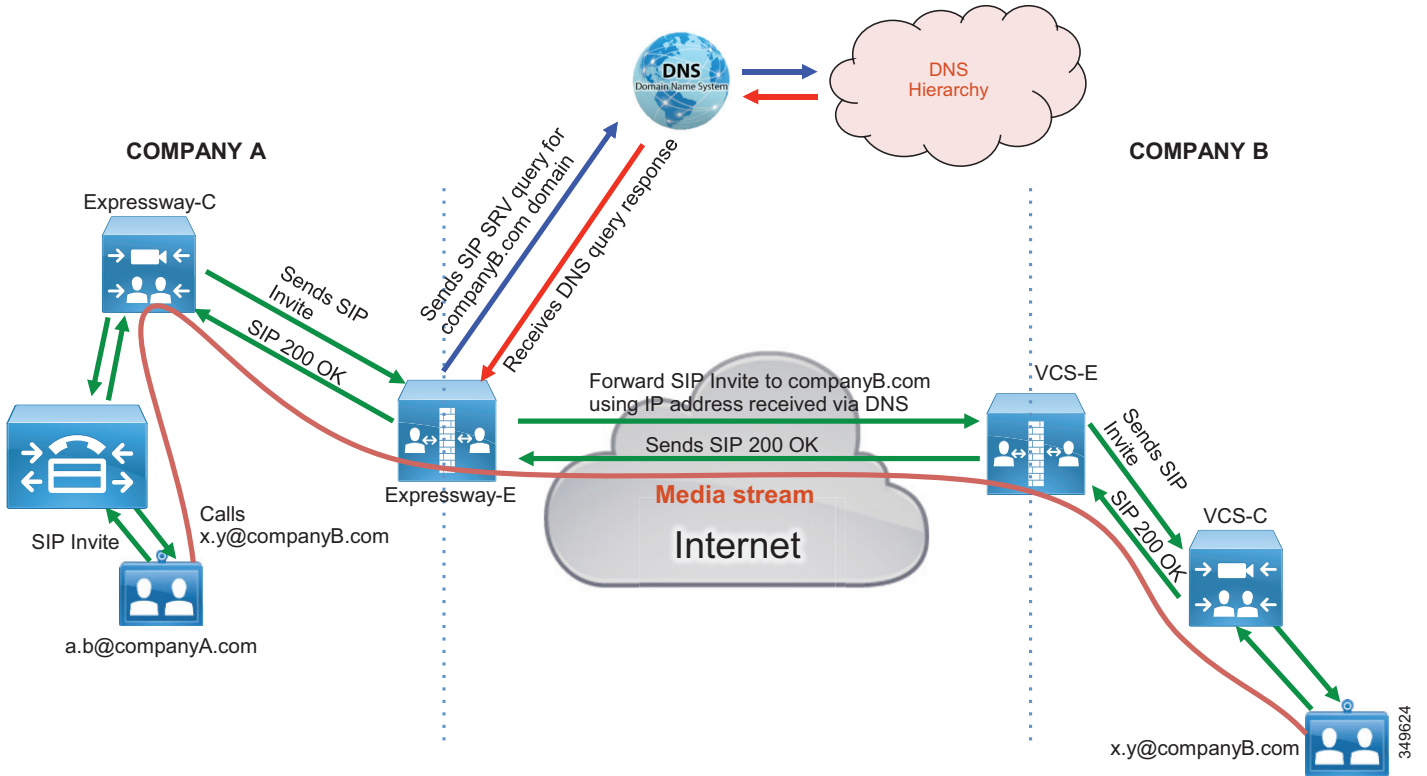 DNS
Domain Name System
DNS
Hierarchy
COMPANY A
COMPANY B
Expressway-C
Sends SIP SRV query for
companyB.com domain
Receives DNS query response
Sends SIP
Invite
SIP 200 OK
Forward SIP Invite to companyB.com
using IP address received via DNS
Sends SIP 200 OK
VCS-E
Sends SIP
Invite
SIP 200 OK
Expressway-E
Media stream
Internet
VCS-C
Calls
x.y@companyB.com
SIP Invite
a.b@companyA.com
x.y@companyB.com
349624